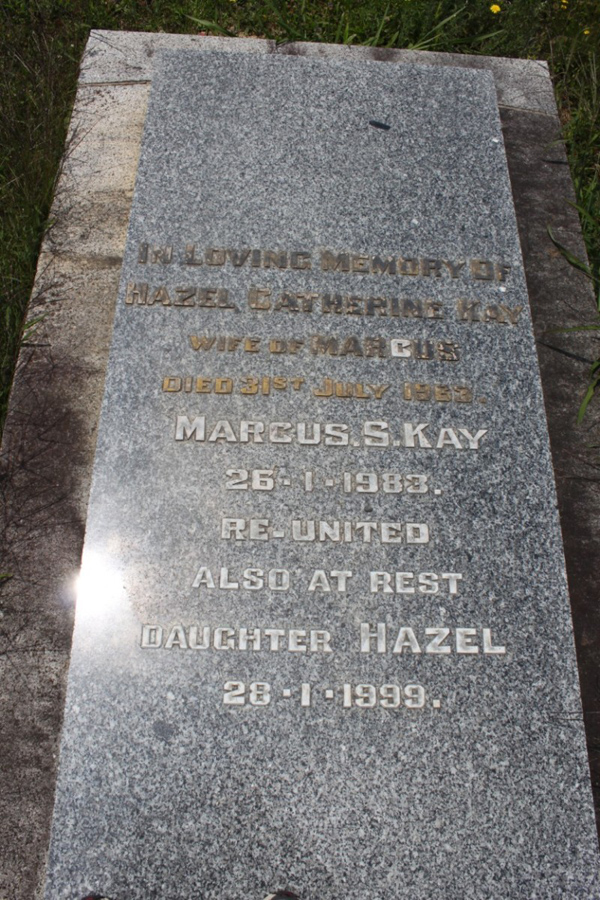 IN LOVING MEMORY OF
HAZEL CATHERINE KAY
WIFE OF MARCUS
DIED 31ST JULY 1963.
MARCUS.S.KAY
26-1-1983.
RE-UNITED
ALSO AT REST
DAUGHTER HAZEL
28-1-1999.